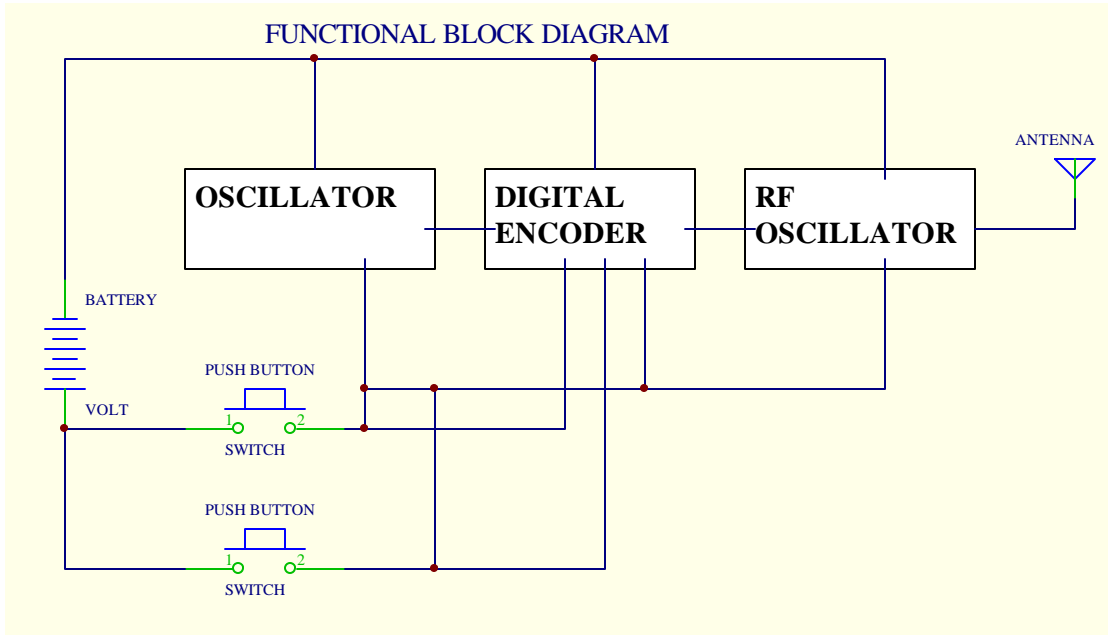 FUNCTIONAL BLOCK DIAGRAM
ANTENNA
OSCILLATOR
DIGITAL
ENCODER
RF
OSCILLATOR
BATTERY
VOLT
PUSH BUTTON
1 2
SWITCH
PUSH BUTTON
1 2
SWITCH